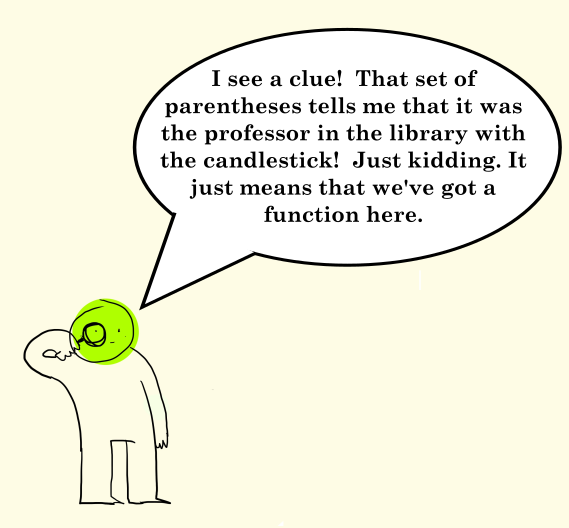 I see a clue!  That set of
parentheses tells me that it was
the professor in the library with
the candlestick!  Just kidding. It
just means that we've got a
function here.